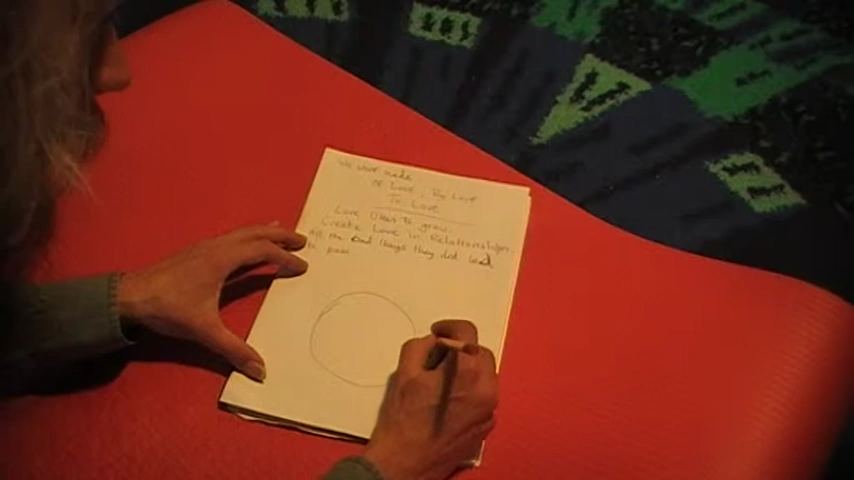 We were made
OF Love, By Love
To Love
Love likes to grow.
Create Love in Relationships.
All the things they did lead
to pain